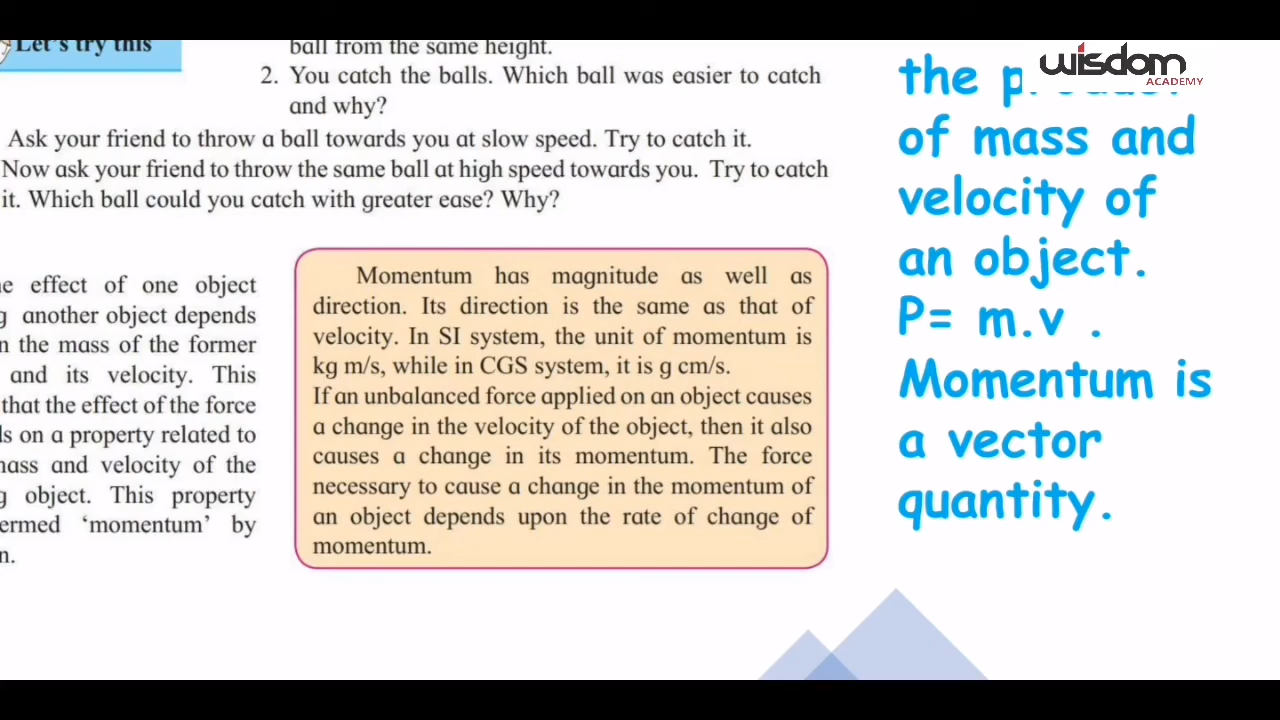 Let's try this
ball from the same height.
2. You catch the balls. Which ball was easier to catch
and why?
Ask your friend to throw a ball towards you at slow speed. Try to catch it.
Now ask your friend to throw the same ball at high speed towards you. Try to catch
it. Which ball could you catch with greater ease? Why?
effect of one object
another object depends
the mass of the former
and its velocity. This
that the effect of the force
on a property related to
and velocity of the
object. This property
‘momentum’ by
Momentum has magnitude as well as
direction. Its direction is the same as that of
velocity. In SI system, the unit of momentum is
kg m/s, while in CGS system, it is g cm/s.
If an unbalanced force applied on an object causes
a change in the velocity of the object, then it also
causes a change in its momentum. The force
necessary to cause a change in the momentum of
an object depends upon the rate of change of
momentum.
wisdom
ACADEMY
the
of mass and
velocity of
an object.
P= m.v .
Momentum is
a vector
quantity.